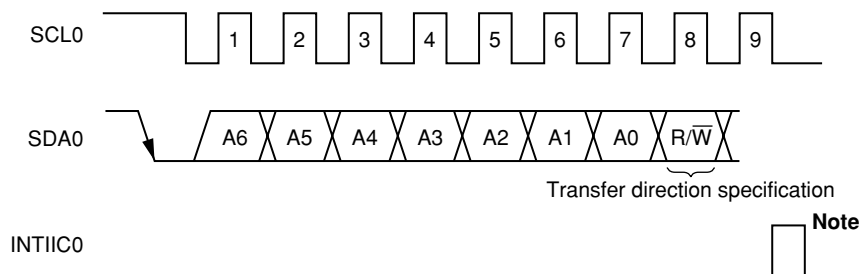 SCL0 1 2 3 4 5 6 7 8 9
SDA0 A6 A5 A4 A3 A2 A1 A0 R/W̅
Transfer direction specification
Note
INTIIC0